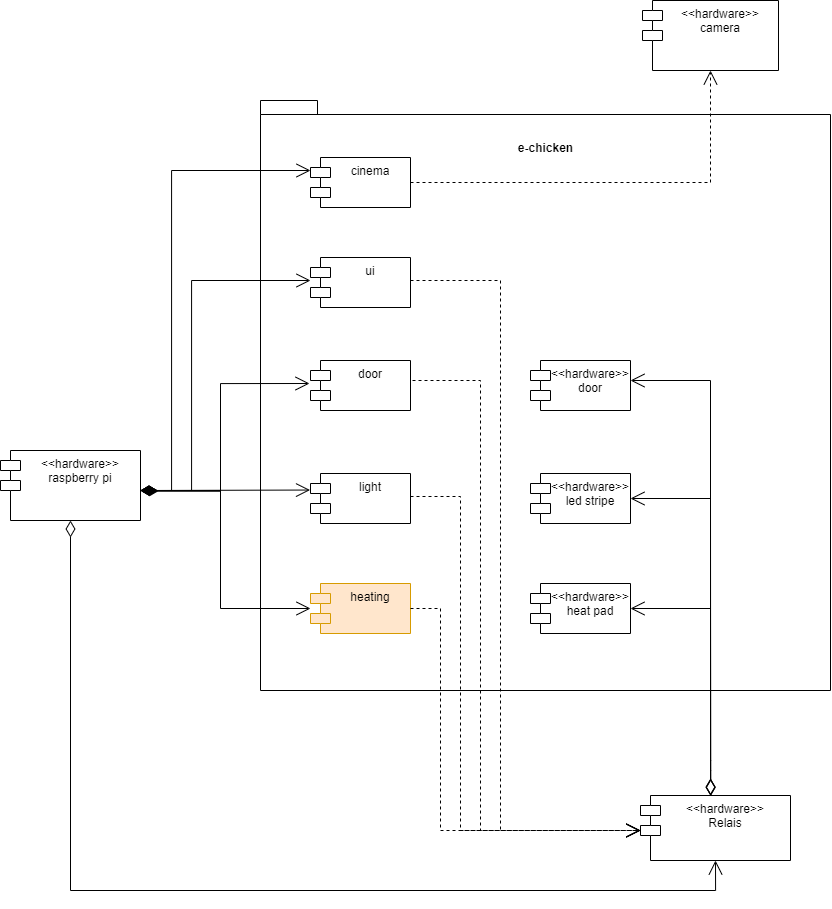 <<hardware>>
camera
e-chicken
cinema
ui
door
<<hardware>>
door
<<hardware>>
raspberry pi
light
<<hardware>>
led stripe
heating
<<hardware>>
heat pad
<<hardware>>
Relais